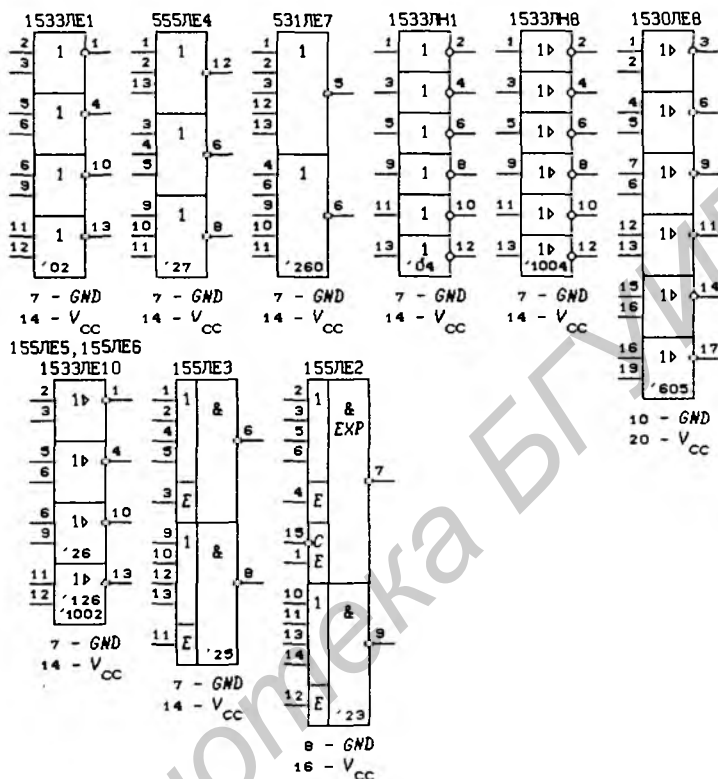 1533ЛЕ1 555ЛЕ4 531ЛЕ7 1533ЛН1 1533ЛН8 1530ЛЕ8
2 3 1 1
5 6 1 4
6 9 1 10
11 12 1 13
'02
7 - GND
14 - VCC
1 2 13 1 12
3 4 5 1 6
9 10 11 1 8
'27
7 - GND
14 - VCC
1 2 3 12 13 1 5
4 6 9 10 11 1 6
'260
7 - GND
14 - VCC
1 1 2
3 1 4
5 1 6
9 1 8
11 1 10
13 1 12
'04
7 - GND
14 - VCC
1 1▷ 2
3 1▷ 4
5 1▷ 6
9 1▷ 8
11 1▷ 10
13 1▷ 12
'1004
7 - GND
14 - VCC
1 2 1▷ 3
4 5 1▷ 6
7 6 1▷ 9
12 13 1▷ 11
15 16 1▷ 14
16 19 1▷ 17
'605
10 - GND
20 - VCC
155ЛЕ5, 155ЛЕ6
1533ЛЕ10 155ЛЕ3 155ЛЕ2
2 3 1▷ 1
5 6 1▷ 4
6 9 1▷ 10
'26
11 12 1▷ 13
'126
'1002
7 - GND
14 - VCC
1 2 4 5 1 & 6
3 E
9 10 12 13 1 & 8
11 E
'25
7 - GND
14 - VCC
2 3 5 6 1 & EXP 7
4 E
15 C
1 E
10 11 13 14 1 & 9
12 E
'23
8 - GND
16 - VCC